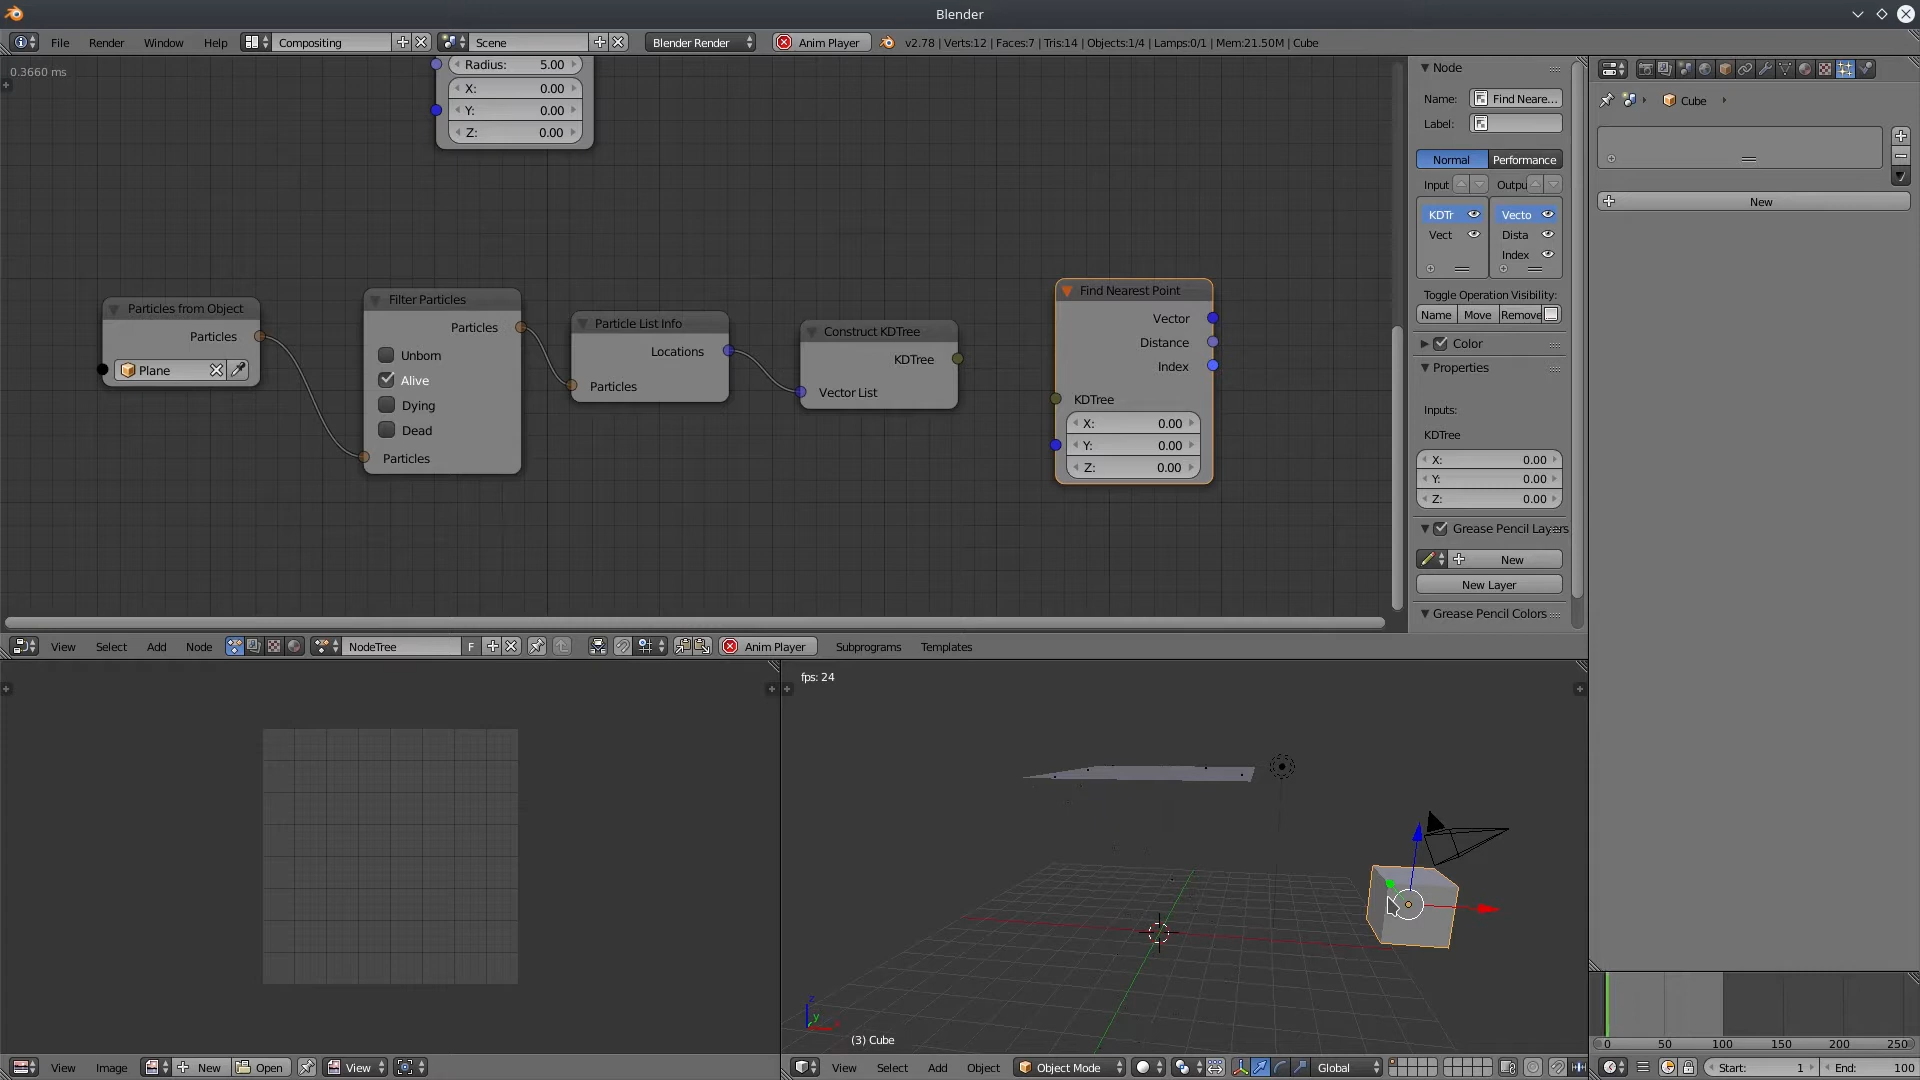 Blender
File Render Window Help Compositing Scene Blender Render Anim Player v2.78 | Verts:12 | Faces:7 | Tris:14 | Objects:1/4 | Lamps:0/1 | Mem:21.50M | Cube
0.3660 ms
Radius: 5.00
X: 0.00
Y: 0.00
Z: 0.00
Particles from Object
Particles
Plane
Filter Particles
Particles
Unborn
Alive
Dying
Dead
Particles
Particle List Info
Locations
Particles
Construct KDTree
KDTree
Vector List
Find Nearest Point
Vector
Distance
Index
KDTree
X: 0.00
Y: 0.00
Z: 0.00
Node
Name: Find Neare...
Label:
Normal Performance
Input Outpu
KDTr Vecto
Vect Dista
Index
Toggle Operation Visibility:
Name Move Remove
Color
Properties
Inputs:
KDTree
X: 0.00
Y: 0.00
Z: 0.00
Grease Pencil Layers
New
New Layer
Grease Pencil Colors
Cube
New
View Select Add Node NodeTree F Anim Player Subprograms Templates
fps: 24
z
y
(3) Cube
0 50 100 150 200 250
View Image New Open View
View Select Add Object Object Mode Global
Start: 1 End: 100